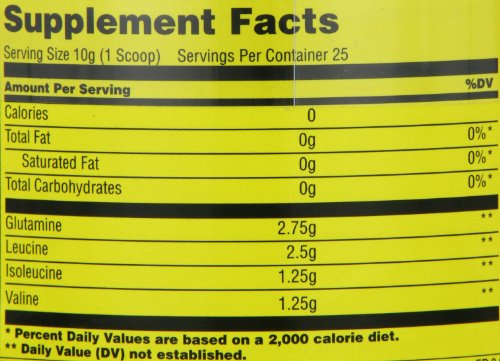 Supplement Facts
Serving Size 10g (1 Scoop) Servings Per Container 25
Amount Per Serving %DV
Calories 0
Total Fat 0g 0%*
Saturated Fat 0g 0%*
Total Carbohydrates 0g 0%*
Glutamine 2.75g **
Leucine 2.5g **
Isoleucine 1.25g **
Valine 1.25g **
* Percent Daily Values are based on a 2,000 calorie diet.
** Daily Value (DV) not established.